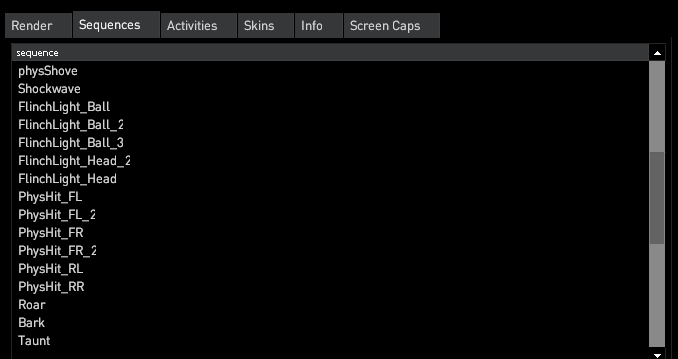 Render Sequences Activities Skins Info Screen Caps
sequence
physShove
Shockwave
FlinchLight_Ball
FlinchLight_Ball_2
FlinchLight_Ball_3
FlinchLight_Head_2
FlinchLight_Head
PhysHit_FL
PhysHit_FL_2
PhysHit_FR
PhysHit_FR_2
PhysHit_RL
PhysHit_RR
Roar
Bark
Taunt